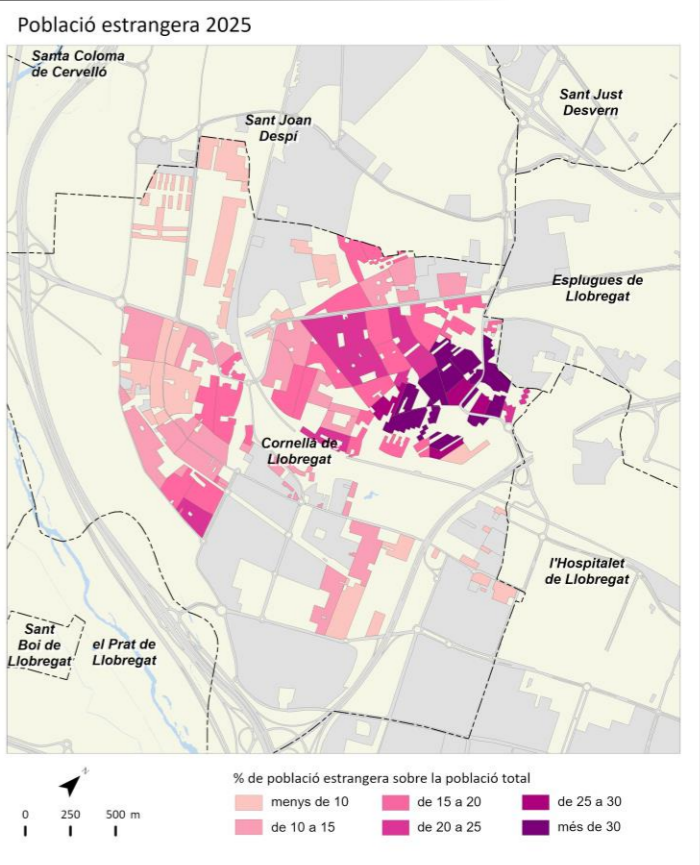 Població estrangera 2025
Santa Coloma
de Cervelló
Sant Just
Desvern
Sant Joan
Despí
Esplugues de
Llobregat
Cornellà de
Llobregat
l'Hospitalet
de Llobregat
Sant
Boi de
Llobregat
el Prat de
Llobregat
N
% de població estrangera sobre la població total
menys de 10
de 15 a 20
de 25 a 30
0 250 500 m
de 10 a 15
de 20 a 25
més de 30